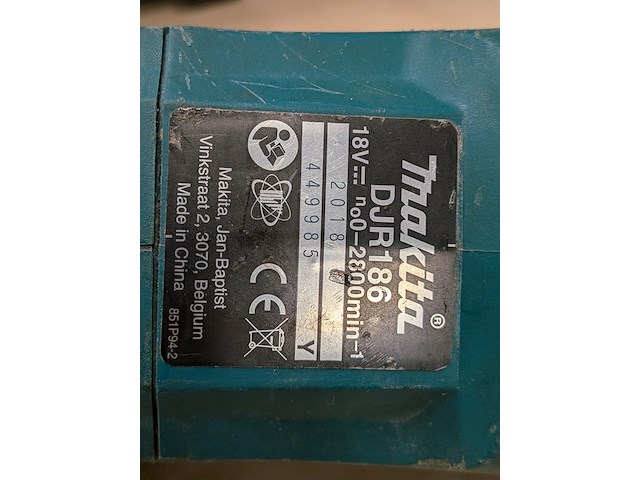 makita®
DJR186
18V⎓ n₀0-2800min-1
2018
449985 Y
CE
Makita, Jan-Baptist
Vinkstraat 2, 3070, Belgium
Made in China
851P94-2